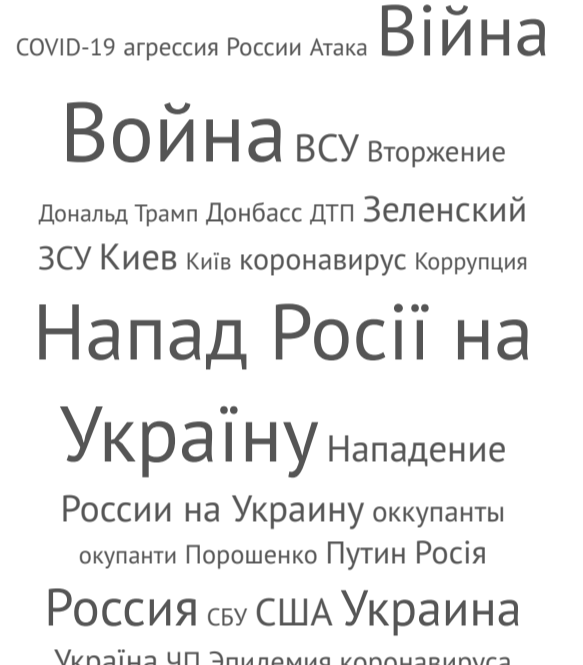 COVID-19 агрессия России Атака Війна
Война ВСУ Вторжение
Дональд Трамп Донбасс ДТП Зеленский
ЗСУ Киев Київ коронавирус Коррупция
Напад Росії на
Україну Нападение
России на Украину оккупанты
окупанти Порошенко Путин Росія
Россия СБУ США Украина
Україна ЧП Эпидемия коронавируса